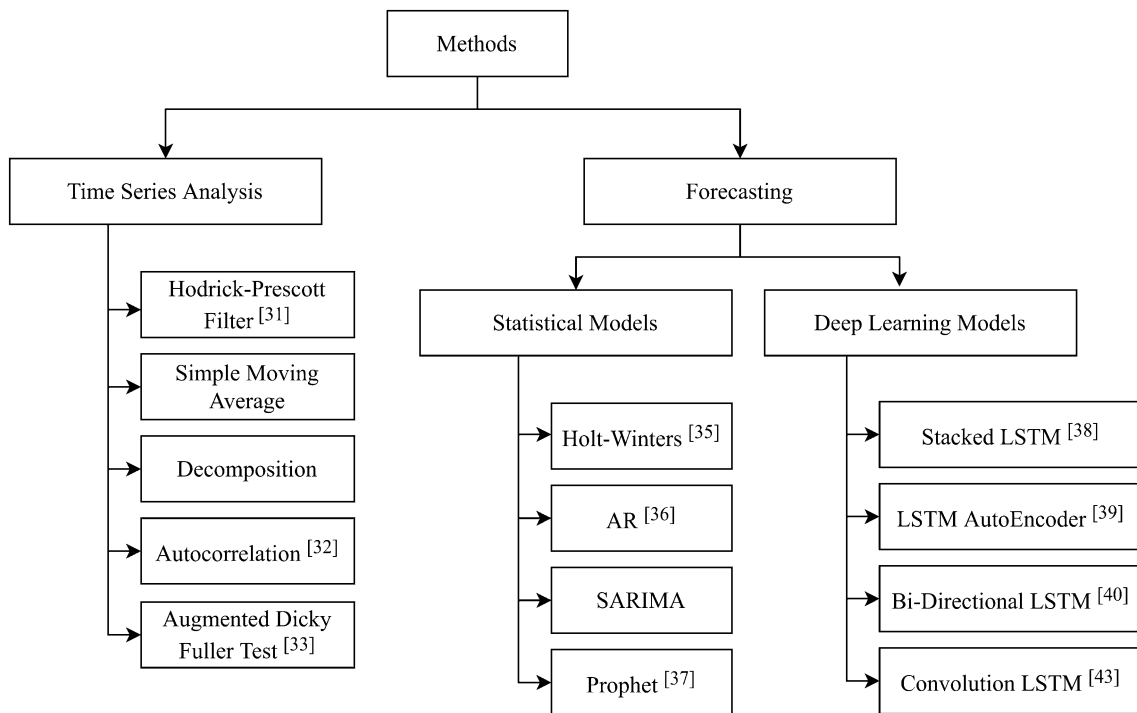 Methods
Time Series Analysis
Forecasting
Hodrick-Prescott
Filter [31]
Simple Moving
Average
Decomposition
Autocorrelation [32]
Augmented Dicky
Fuller Test [33]
Statistical Models
Holt-Winters [35]
AR [36]
SARIMA
Prophet [37]
Deep Learning Models
Stacked LSTM [38]
LSTM AutoEncoder [39]
Bi-Directional LSTM [40]
Convolution LSTM [43]